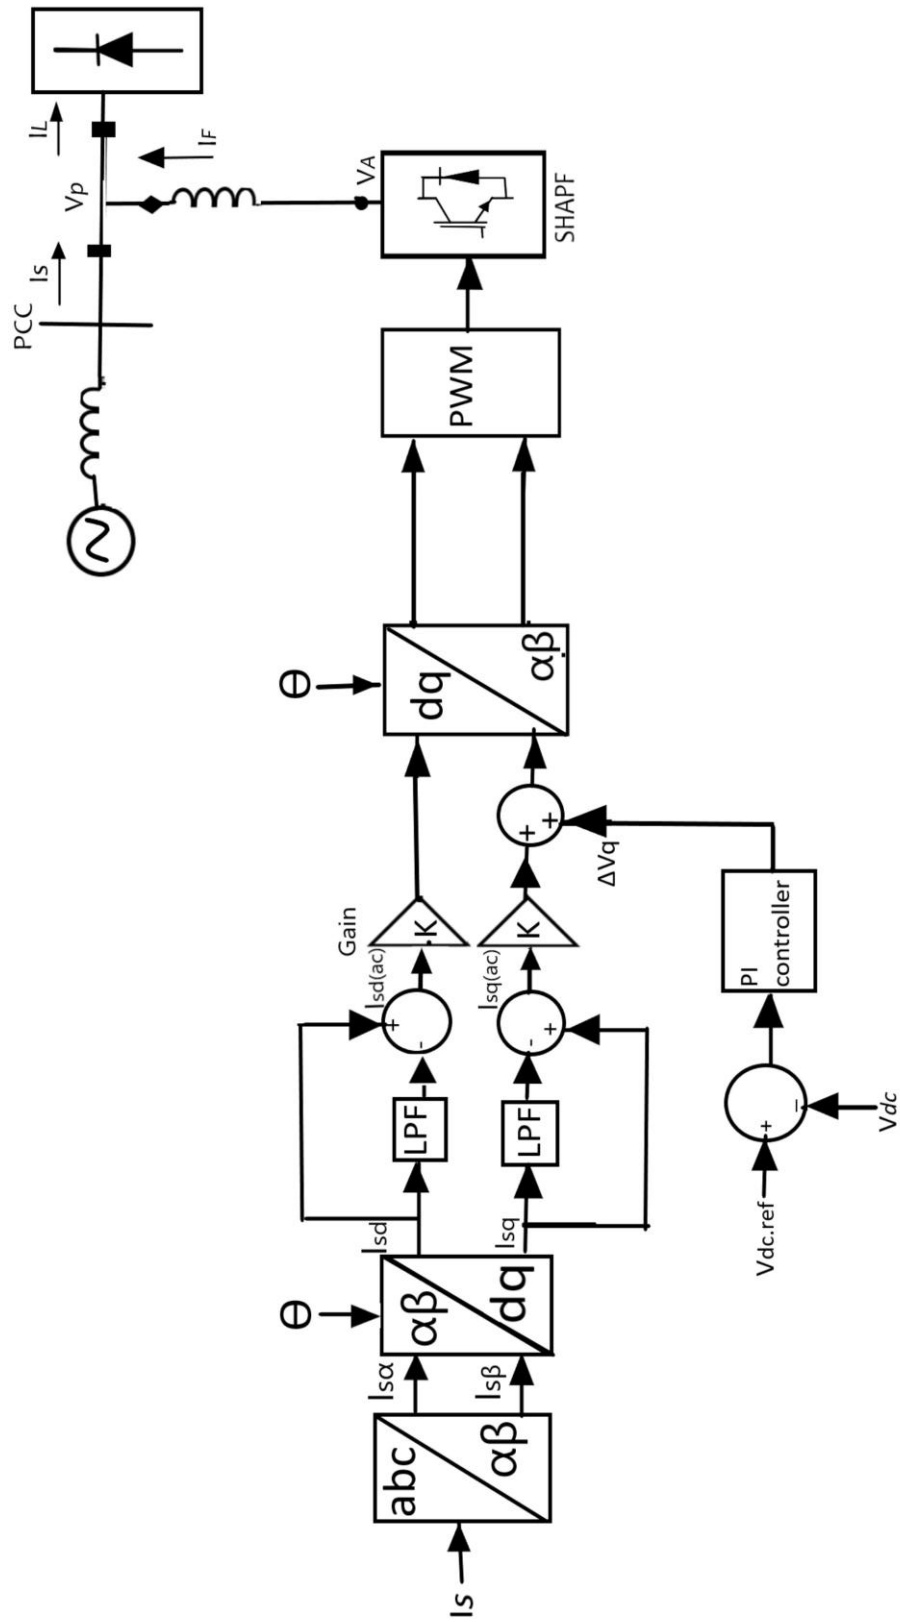 PCC
Is
Vp
IL
IF
VA
SHAPF
PWM
Is
abc
αβ
Isα
Isβ
θ
αβ
dq
Isd
Isq
LPF
LPF
+
-
-
+
Isd(ac)
Isq(ac)
Gain
.K
K
+
+
ΔVq
θ
dq
αβ
Vdc.ref
+
−
Vdc
PI
controller